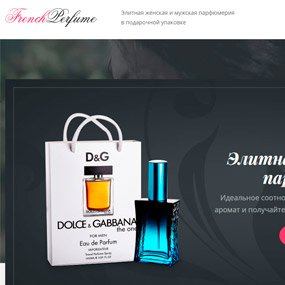 FrenchPerfume
Элитная женская и мужская парфюмерия
в подарочной упаковке
D&G
DOLCE & GABBANA
the one
FOR MEN
Eau de Parfum
VAPORISATEUR
Элитна
пар
Идеальное соотно
аромат и получайте